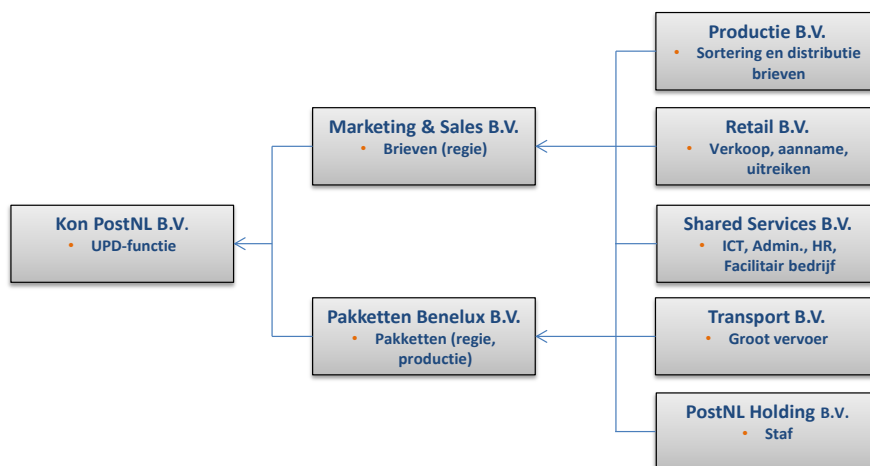 Kon PostNL B.V.
• UPD-functie
Marketing & Sales B.V.
• Brieven (regie)
Pakketten Benelux B.V.
• Pakketten (regie,
productie)
Productie B.V.
• Sortering en distributie
brieven
Retail B.V.
• Verkoop, aanname,
uitreiken
Shared Services B.V.
• ICT, Admin., HR,
Facilitair bedrijf
Transport B.V.
• Groot vervoer
PostNL Holding B.V.
• Staf